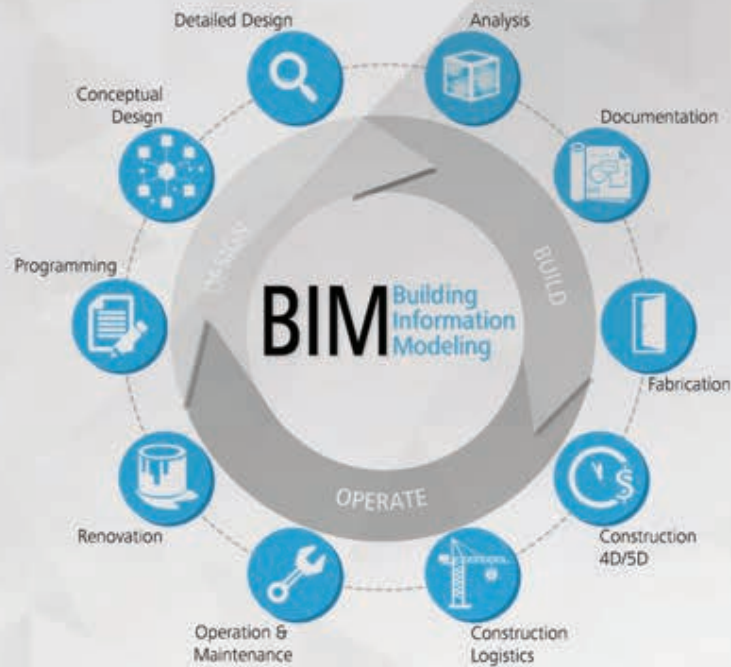 Detailed Design
Analysis
Conceptual
Design
Documentation
Programming
DESIGN
BUILD
BIM
Building
Information
Modeling
Fabrication
OPERATE
Renovation
Construction
4D/5D
Operation &
Maintenance
Construction
Logistics